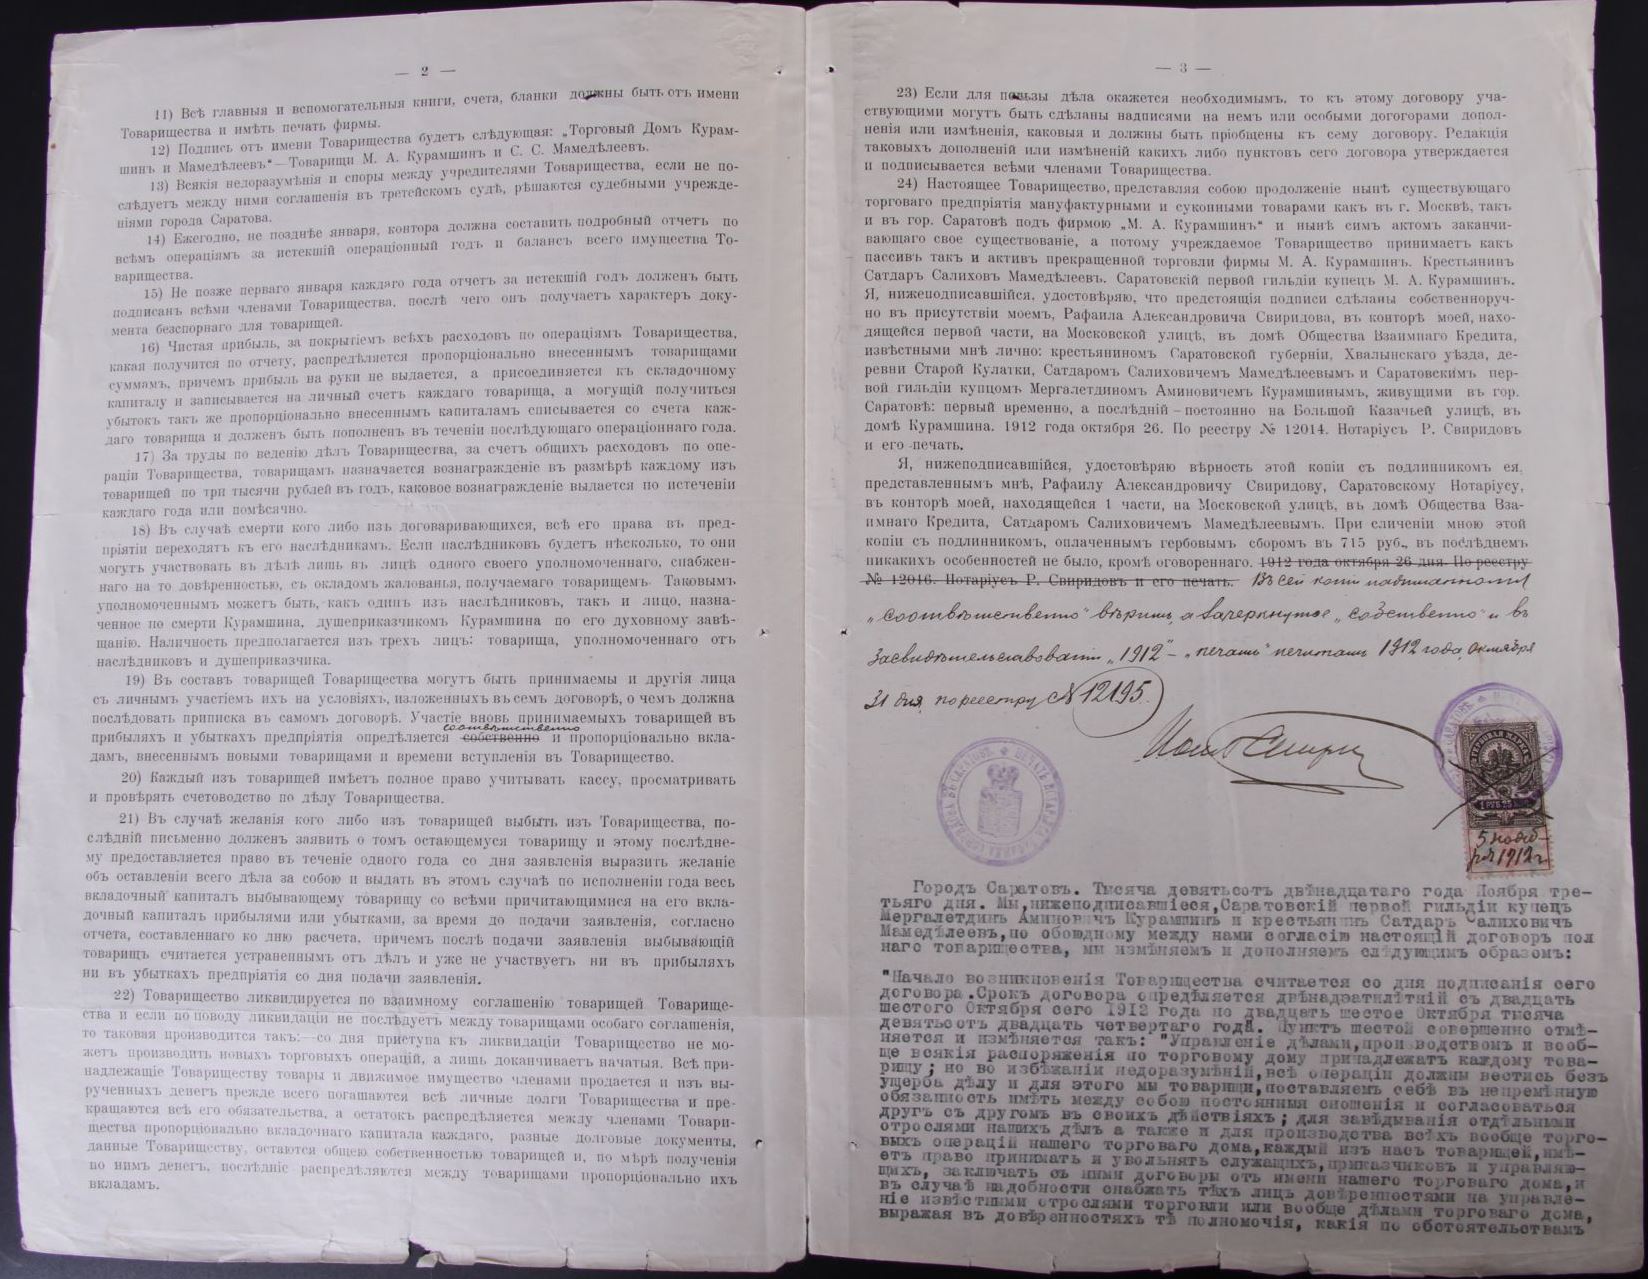 — 2 —
11) Всѣ главныя и вспомогательныя книги, счета, бланки должны быть отъ имени
Товарищества и имѣть печать фирмы.
12) Подпись отъ имени Товарищества будетъ слѣдующая: „Торговый Домъ Курам-
шинъ и Мамедѣлеевъ“—Товарищи М. А. Курамшинъ и С. С. Мамедѣлеевъ.
13) Всякія недоразумѣнія и споры между учредителями Товарищества, если не по-
слѣдуетъ между ними соглашенія въ третейскомъ судѣ, рѣшаются судебными учрежде-
ніями города Саратова.
14) Ежегодно, не позднѣе января, контора должна составить подробный отчетъ по
всѣмъ операціямъ за истекшій операціонный годъ и балансъ всего имущества То-
варищества.
15) Не позже перваго января каждаго года отчетъ за истекшій годъ долженъ быть
подписанъ всѣми членами Товарищества, послѣ чего онъ получаетъ характеръ доку-
мента безспорнаго для товарищей.
16) Чистая прибыль, за покрытіемъ всѣхъ расходовъ по операціямъ Товарищества,
какая получится по отчету, распредѣляется пропорціонально внесеннымъ товарищами
суммамъ, причемъ прибыль на руки не выдается, а присоединяется къ складочному
капиталу и записывается на личный счетъ каждаго товарища, а могущій получиться
убытокъ такъ же пропорціонально внесеннымъ капиталамъ списывается со счета каж-
даго товарища и долженъ быть пополненъ въ теченіи послѣдующаго операціоннаго года.
17) За труды по веденію дѣлъ Товарищества, за счетъ общихъ расходовъ по опе-
раціи Товарищества, товарищамъ назначается вознагражденіе въ размѣрѣ каждому изъ
товарищей по три тысячи рублей въ годъ, каковое вознагражденіе выдается по истеченіи
каждаго года или помѣсячно.
18) Въ случаѣ смерти кого либо изъ договаривающихся, всѣ его права въ пред-
пріятіи переходятъ къ его наслѣдникамъ. Если наслѣдниковъ будетъ нѣсколько, то они
могутъ участвовать въ дѣлѣ лишь въ лицѣ одного своего уполномоченнаго, снабжен-
наго на то довѣренностью, съ окладомъ жалованья, получаемаго товарищемъ. Таковымъ
уполномоченнымъ можетъ быть, какъ одинъ изъ наслѣдниковъ, такъ и лицо, назна-
ченное по смерти Курамшина, душеприказчикомъ Курамшина по его духовному завѣ-
щанію. Наличность предполагается изъ трехъ лицъ: товарища, уполномоченнаго отъ
наслѣдниковъ и душеприказчика.
19) Въ составъ товарищей Товарищества могутъ быть принимаемы и другія лица
съ личнымъ участіемъ ихъ на условіяхъ, изложенныхъ въ семъ договорѣ, о чемъ должна
послѣдовать приписка въ самомъ договорѣ. Участіе вновь принимаемыхъ товарищей въ
соотвѣтственно
прибыляхъ и убыткахъ предпріятія опредѣляется собственно и пропорціонально вкла-
дамъ, внесеннымъ новыми товарищами и времени вступленія въ Товарищество.
20) Каждый изъ товарищей имѣетъ полное право учитывать кассу, просматривать
и провѣрять счетоводство по дѣлу Товарищества.
21) Въ случаѣ желанія кого либо изъ товарищей выбыть изъ Товарищества, по-
слѣдній письменно долженъ заявить о томъ остающемуся товарищу и этому послѣдне-
му предоставляется право въ теченіе одного года со дня заявленія выразить желаніе
объ оставленіи всего дѣла за собою и выдать въ этомъ случаѣ по исполненіи года весь
вкладочный капиталъ выбывающему товарищу со всѣми причитающимися на его вкла-
дочный капиталъ прибылями или убытками, за время до подачи заявленія, согласно
отчета, составленнаго ко дню расчета, причемъ послѣ подачи заявленія выбывающій
товарищъ считается устраненнымъ отъ дѣлъ и уже не участвуетъ ни въ прибыляхъ
ни въ убыткахъ предпріятія со дня подачи заявленія.
22) Товарищество ликвидируется по взаимному соглашенію товарищей Товарище-
ства и если по поводу ликвидаціи не послѣдуетъ между товарищами особаго соглашенія,
то таковая производится такъ:—со дня приступа къ ликвидаціи Товарищество не мо-
жетъ производить новыхъ торговыхъ операцій, а лишь доканчиваетъ начатыя. Всѣ при-
надлежащіе Товариществу товары и движимое имущество членами продается и изъ вы-
рученныхъ денегъ прежде всего погашаются всѣ личные долги Товарищества и пре-
кращаются всѣ его обязательства, а остатокъ распредѣляется между членами Товари-
щества пропорціонально вкладочнаго капитала каждаго, разные долговые документы,
данные Товариществу, остаются общею собственностью товарищей и, по мѣрѣ полученія
по нимъ денегъ, послѣдніе распредѣляются между товарищами пропорціонально ихъ
вкладамъ.
— 3 —
23) Если для пользы дѣла окажется необходимымъ, то къ этому договору уча-
ствующими могутъ быть сдѣланы надписями на немъ или особыми догогорами допол-
ненія или измѣненія, каковыя и должны быть пріобщены къ сему договору. Редакція
таковыхъ дополненій или измѣненій какихъ либо пунктовъ сего договора утверждается
и подписывается всѣми членами Товарищества.
24) Настоящее Товарищество, представляя собою продолженіе нынѣ существующаго
торговаго предпріятія мануфактурными и суконными товарами какъ въ г. Москвѣ, такъ
и въ гор. Саратовѣ подъ фирмою „М. А. Курамшинъ“ и нынѣ симъ актомъ заканчи-
вающаго свое существованіе, а потому учреждаемое Товарищество принимаетъ какъ
пассивъ такъ и активъ прекращенной торговли фирмы М. А. Курамшинъ. Крестьянинъ
Сатдаръ Салиховъ Мамедѣлеевъ. Саратовскій первой гильдіи купецъ М. А. Курамшинъ.
Я, нижеподписавшійся, удостовѣряю, что предстоящія подписи сдѣланы собственноруч-
но въ присутствіи моемъ, Рафаила Александровича Свиридова, въ конторѣ моей, нахо-
дящейся первой части, на Московской улицѣ, въ домѣ Общества Взаимнаго Кредита,
извѣстными мнѣ лично: крестьяниномъ Саратовской губерніи, Хвалынскаго уѣзда, де-
ревни Старой Кулатки, Сатдаромъ Салиховичемъ Мамедѣлеевымъ и Саратовскимъ пер-
вой гильдіи купцомъ Мергалетдиномъ Аминовичемъ Курамшинымъ, живущими въ гор.
Саратовѣ: первый временно, а послѣдній – постоянно на Большой Казачьей улицѣ, въ
домѣ Курамшина. 1912 года октября 26. По реестру № 12014. Нотаріусъ Р. Свиридовъ
и его печать.
Я, нижеподписавшійся, удостовѣряю вѣрность этой копіи съ подлинникомъ ея,
представленнымъ мнѣ, Рафаилу Александровичу Свиридову, Саратовскому Нотаріусу,
въ конторѣ моей, находящейся 1 части, на Московской улицѣ, въ домѣ Общества Вза-
имнаго Кредита, Сатдаромъ Салиховичемъ Мамедѣлеевымъ. При сличеніи мною этой
копіи съ подлинникомъ, оплаченнымъ гербовымъ сборомъ въ 715 руб., въ послѣднемъ
никакихъ особенностей не было, кромѣ оговореннаго. 1912 года октября 26 дня. По реестру
№ 12016. Нотаріусъ Р. Свиридовъ и его печать. Въ сей копіи надписанному
„соотвѣтственно“ вѣрить, а зачеркнутое „собственно“ и въ
засвидѣтельствованіи „1912“ – „печать“ нечитать 1912 года, Октября
31 дня, по реестру № 12195.
1 РУБ. 25 КОП.
5 нояб-
ря 1912 г
Городъ Саратовъ. Тысяча девятьсотъ двѣнадцатаго года Ноября тре-
тьяго дня. Мы, нижеподписавшіеся, Саратовскій первой гильдіи купецъ
Мергалетдинъ Аминовичъ Курамшинъ и крестьянинъ Сатдаръ Салиховичъ
Мамедѣлеевъ, по обоюдному между нами согласію настоящій договоръ пол
наго товарищества, мы измѣняемъ и дополняемъ слѣдующимъ образомъ:
"Начало возникновенія Товарищества считается со дня подписанія сего
договора. Срокъ договора опредѣляется двѣнадзатилѣтній съ двадцать
шестого Октября сего 1912 года по двадцать шестое Октября тысяча
девятьсотъ двадцать четвертаго года. Пунктъ шестой совершенно отмѣ-
няется и измѣняется такъ: "Управленіе дѣлами, производствомъ и вооб-
ще всякія распоряженія по торговому дому принадлежатъ каждому това-
рищу; но во избѣжаніи недоразумѣній, всѣ операціи должны вестись безъ
ущерба дѣлу и для этого мы товарищи, поставляемъ себѣ въ непремѣнную
обязанность имѣть между собою постоянныя сношенія и согласоваться
другъ съ другомъ въ своихъ дѣйствіяхъ; для завѣдыванія отдѣльными
отрослями нашихъ дѣлъ а также и для производства всѣхъ вообще торго-
выхъ операцій нашего торговаго дома, каждый изъ насъ товарищей, имѣ-
етъ право принимать и увольнять служащихъ, приказчиковъ и управляю-
щихъ, заключать съ ними договоры отъ имени нашего торговаго дома, и
въ случаѣ надобности снабжать тѣхъ лицъ довѣренностями на управле-
ніе извѣстными отрослями торговли или вообще дѣлами торговаго дома,
выражая въ довѣренностяхъ тѣ полномочія, какія по обстоятельствамъ